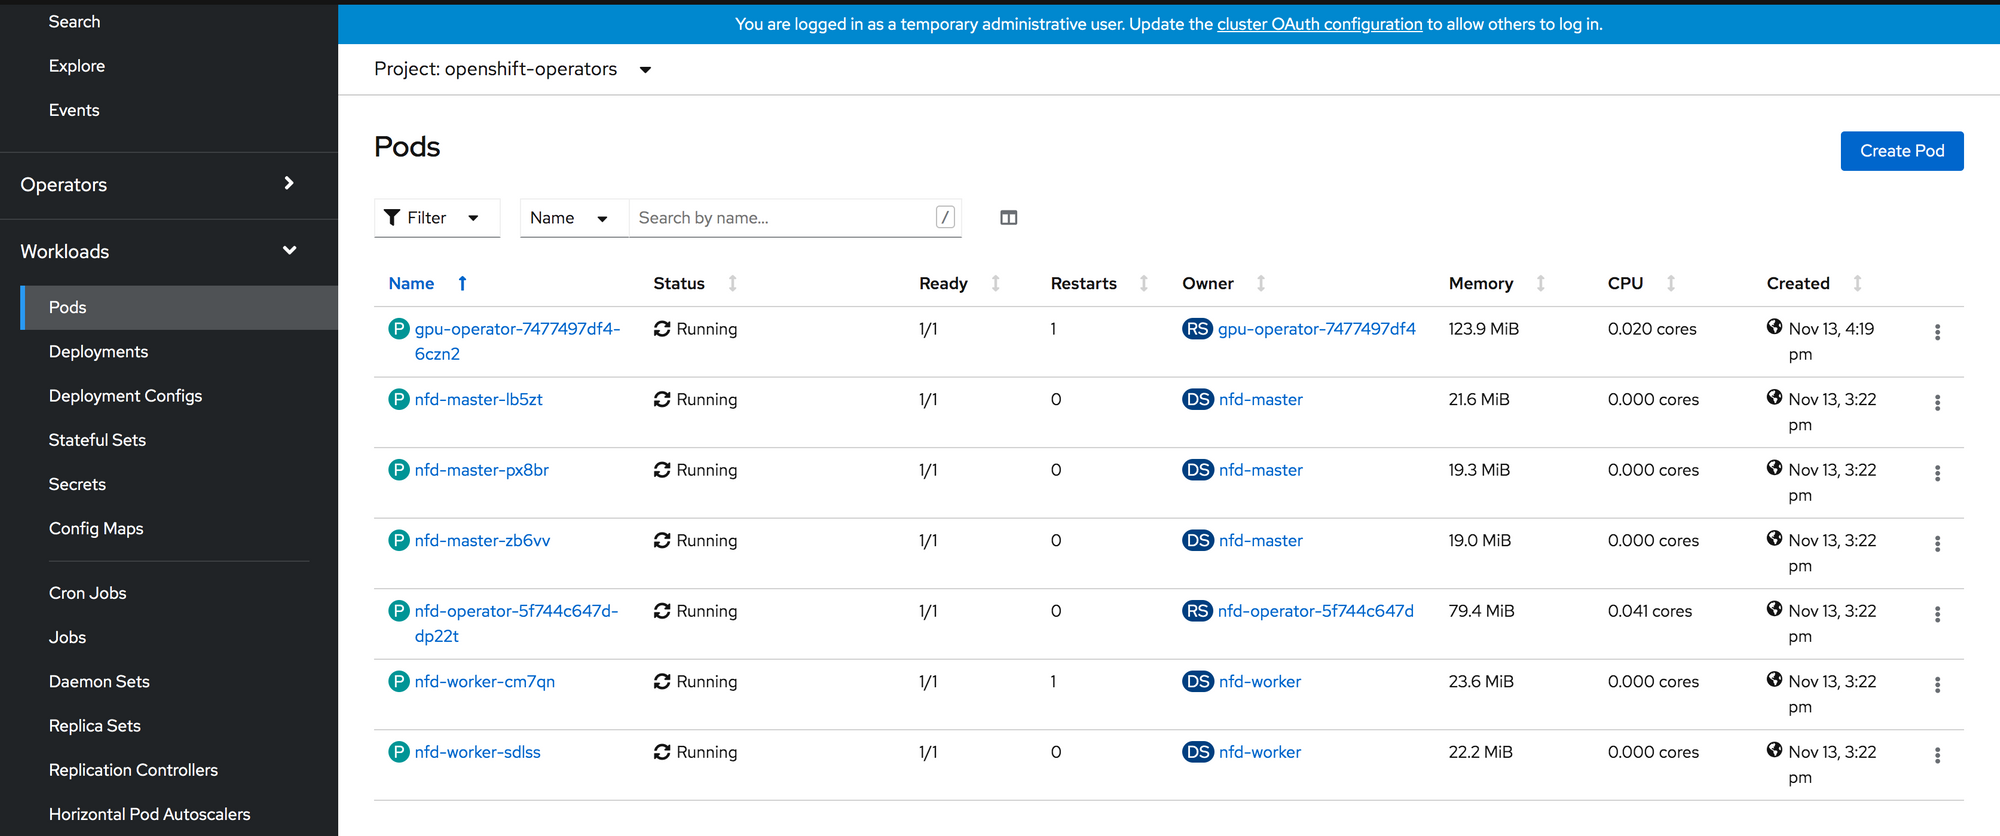 Search
Explore
Events
Operators
Workloads
Pods
Deployments
Deployment Configs
Stateful Sets
Secrets
Config Maps
Cron Jobs
Jobs
Daemon Sets
Replica Sets
Replication Controllers
Horizontal Pod Autoscalers
You are logged in as a temporary administrative user. Update the cluster OAuth configuration to allow others to log in.
Project: openshift-operators
Pods
Create Pod
Filter Name Search by name... /
Name Status Ready Restarts Owner Memory CPU Created
P gpu-operator-7477497df4- Running 1/1 1 RS gpu-operator-7477497df4 123.9 MiB 0.020 cores Nov 13, 4:19
6czn2 pm
P nfd-master-lb5zt Running 1/1 0 DS nfd-master 21.6 MiB 0.000 cores Nov 13, 3:22
pm
P nfd-master-px8br Running 1/1 0 DS nfd-master 19.3 MiB 0.000 cores Nov 13, 3:22
pm
P nfd-master-zb6vv Running 1/1 0 DS nfd-master 19.0 MiB 0.000 cores Nov 13, 3:22
pm
P nfd-operator-5f744c647d- Running 1/1 0 RS nfd-operator-5f744c647d 79.4 MiB 0.041 cores Nov 13, 3:22
dp22t pm
P nfd-worker-cm7qn Running 1/1 1 DS nfd-worker 23.6 MiB 0.000 cores Nov 13, 3:22
pm
P nfd-worker-sdlss Running 1/1 0 DS nfd-worker 22.2 MiB 0.000 cores Nov 13, 3:22
pm